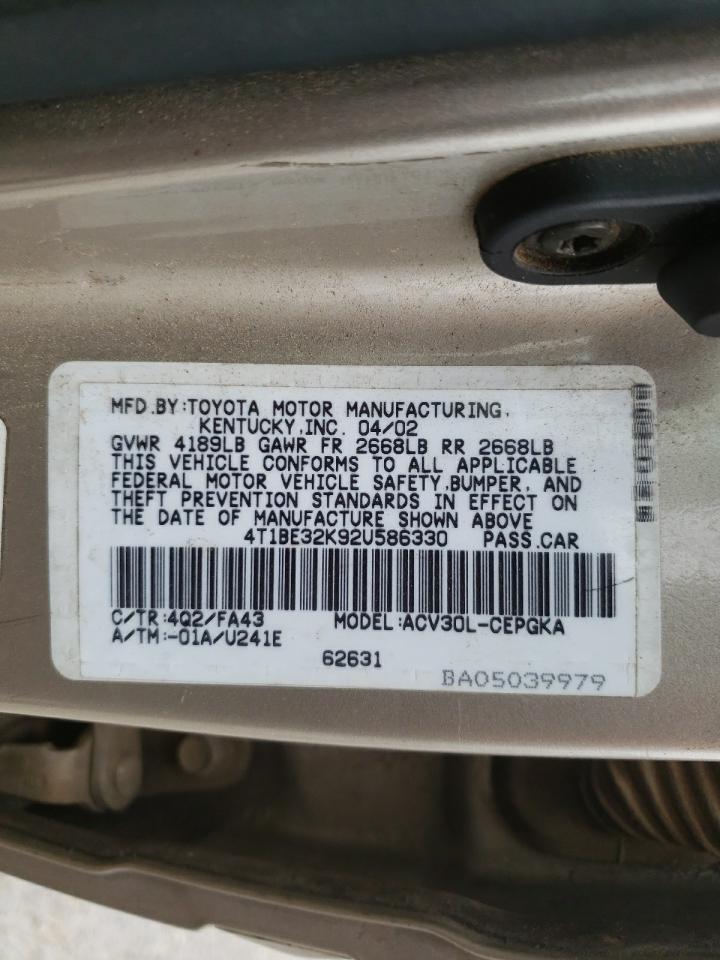 MFD.BY:TOYOTA MOTOR MANUFACTURING,
KENTUCKY,INC. 04/02
GVWR 4189LB GAWR FR 2668LB RR 2668LB
THIS VEHICLE CONFORMS TO ALL APPLICABLE
FEDERAL MOTOR VEHICLE SAFETY,BUMPER, AND
THEFT PREVENTION STANDARDS IN EFFECT ON
THE DATE OF MANUFACTURE SHOWN ABOVE
4T1BE32K92U586330 PASS.CAR
C/TR:4Q2/FA43 MODEL:ACV30L-CEPGKA
A/TM:-01A/U241E
62631
BA05039979